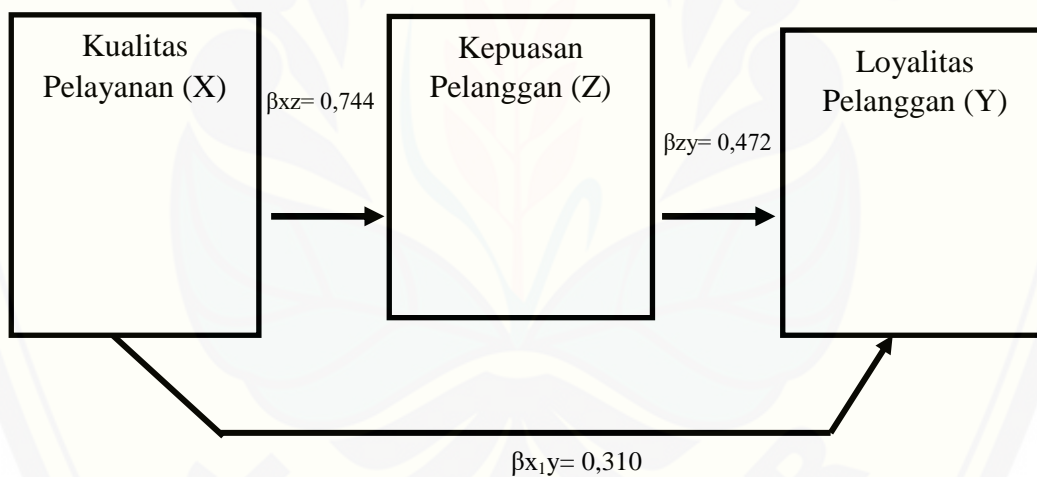 Kualitas
Pelayanan (X)
βxz= 0,744
Kepuasan
Pelanggan (Z)
βzy= 0,472
Loyalitas
Pelanggan (Y)
βx₁y= 0,310